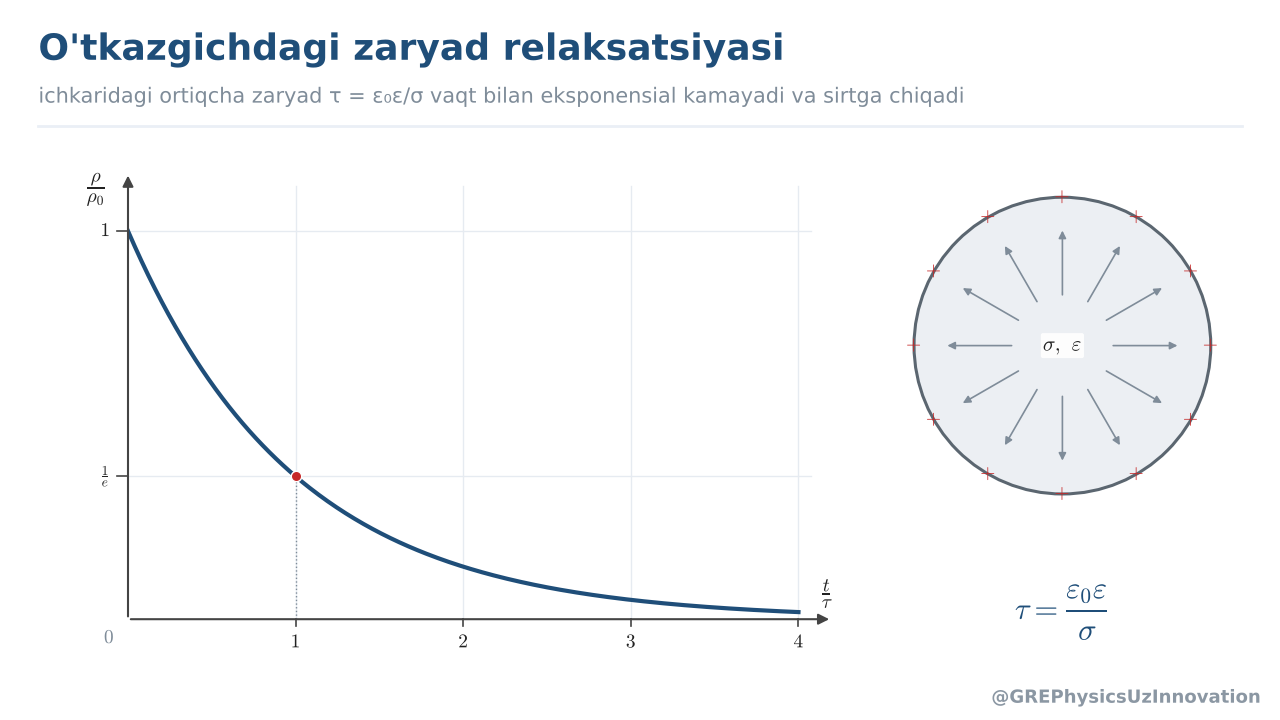 O'tkazgichdagi zaryad relaksatsiyasi
ichkaridagi ortiqcha zaryad τ = ε₀ε/σ vaqt bilan eksponensial kamayadi va sirtga chiqadi
ρ/ρ₀
1
1/e
0
1 2 3 4
t/τ
σ, ε
τ = ε₀ε/σ
@GREPhysicsUzInnovation